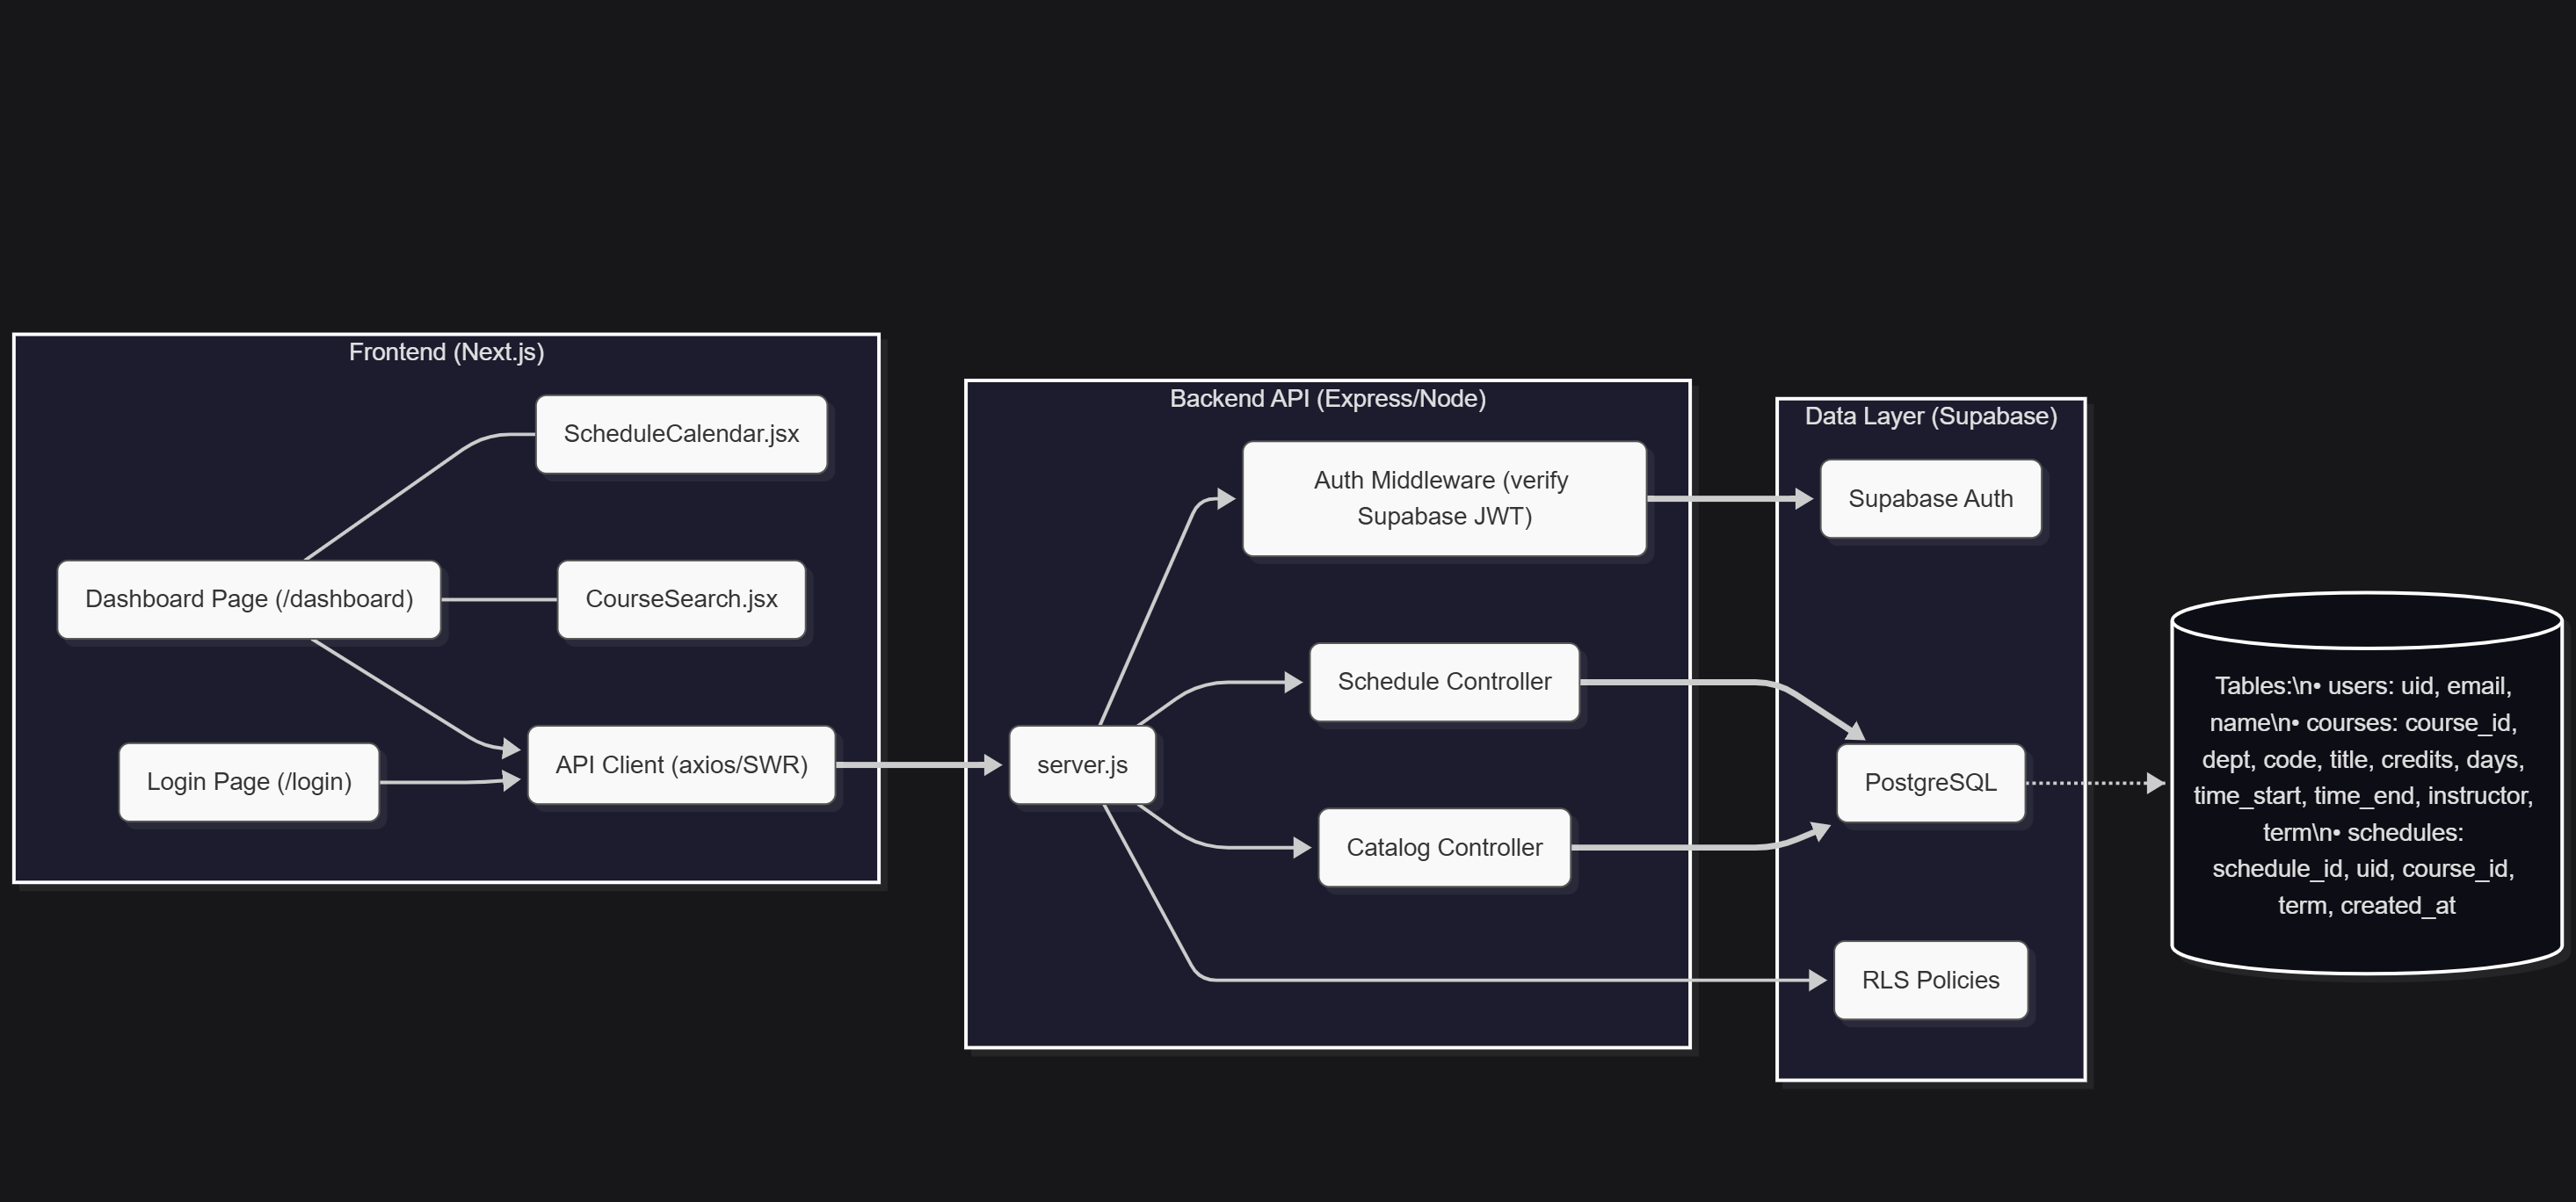 Frontend (Next.js)
ScheduleCalendar.jsx
Dashboard Page (/dashboard)
CourseSearch.jsx
Login Page (/login)
API Client (axios/SWR)
Backend API (Express/Node)
Auth Middleware (verify
Supabase JWT)
Schedule Controller
server.js
Catalog Controller
Data Layer (Supabase)
Supabase Auth
PostgreSQL
RLS Policies
Tables:\n• users: uid, email,
name\n• courses: course_id,
dept, code, title, credits, days,
time_start, time_end, instructor,
term\n• schedules:
schedule_id, uid, course_id,
term, created_at